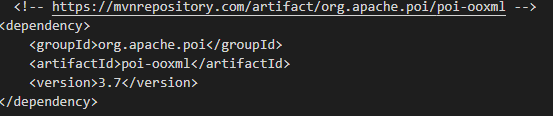 <!-- https://mvnrepository.com/artifact/org.apache.poi/poi-ooxml -->
<dependency>
    <groupId>org.apache.poi</groupId>
    <artifactId>poi-ooxml</artifactId>
    <version>3.7</version>
</dependency>